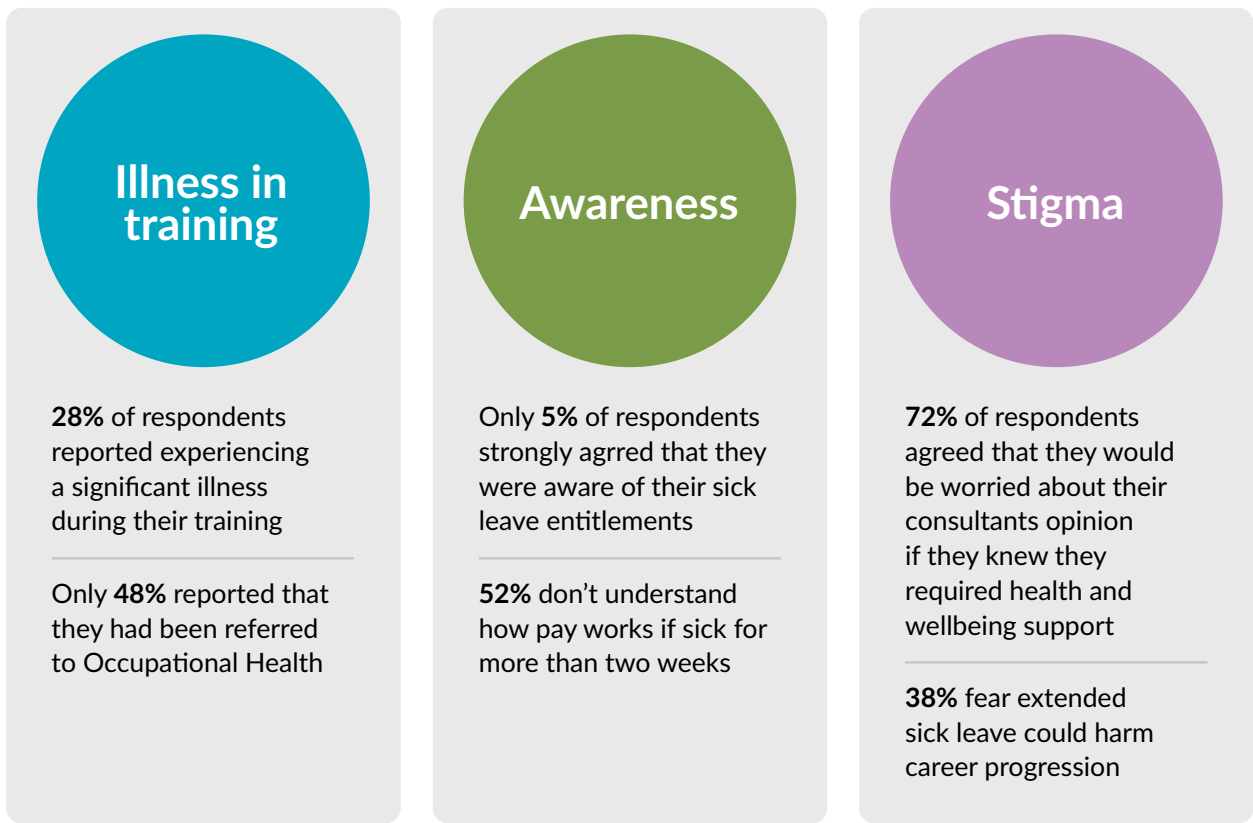 Illness in
training
28% of respondents
reported experiencing
a significant illness
during their training
Only 48% reported that
they had been referred
to Occupational Health
Awareness
Only 5% of respondents
strongly agrred that they
were aware of their sick
leave entitlements
52% don’t understand
how pay works if sick for
more than two weeks
Stigma
72% of respondents
agreed that they would
be worried about their
consultants opinion
if they knew they
required health and
wellbeing support
38% fear extended
sick leave could harm
career progression